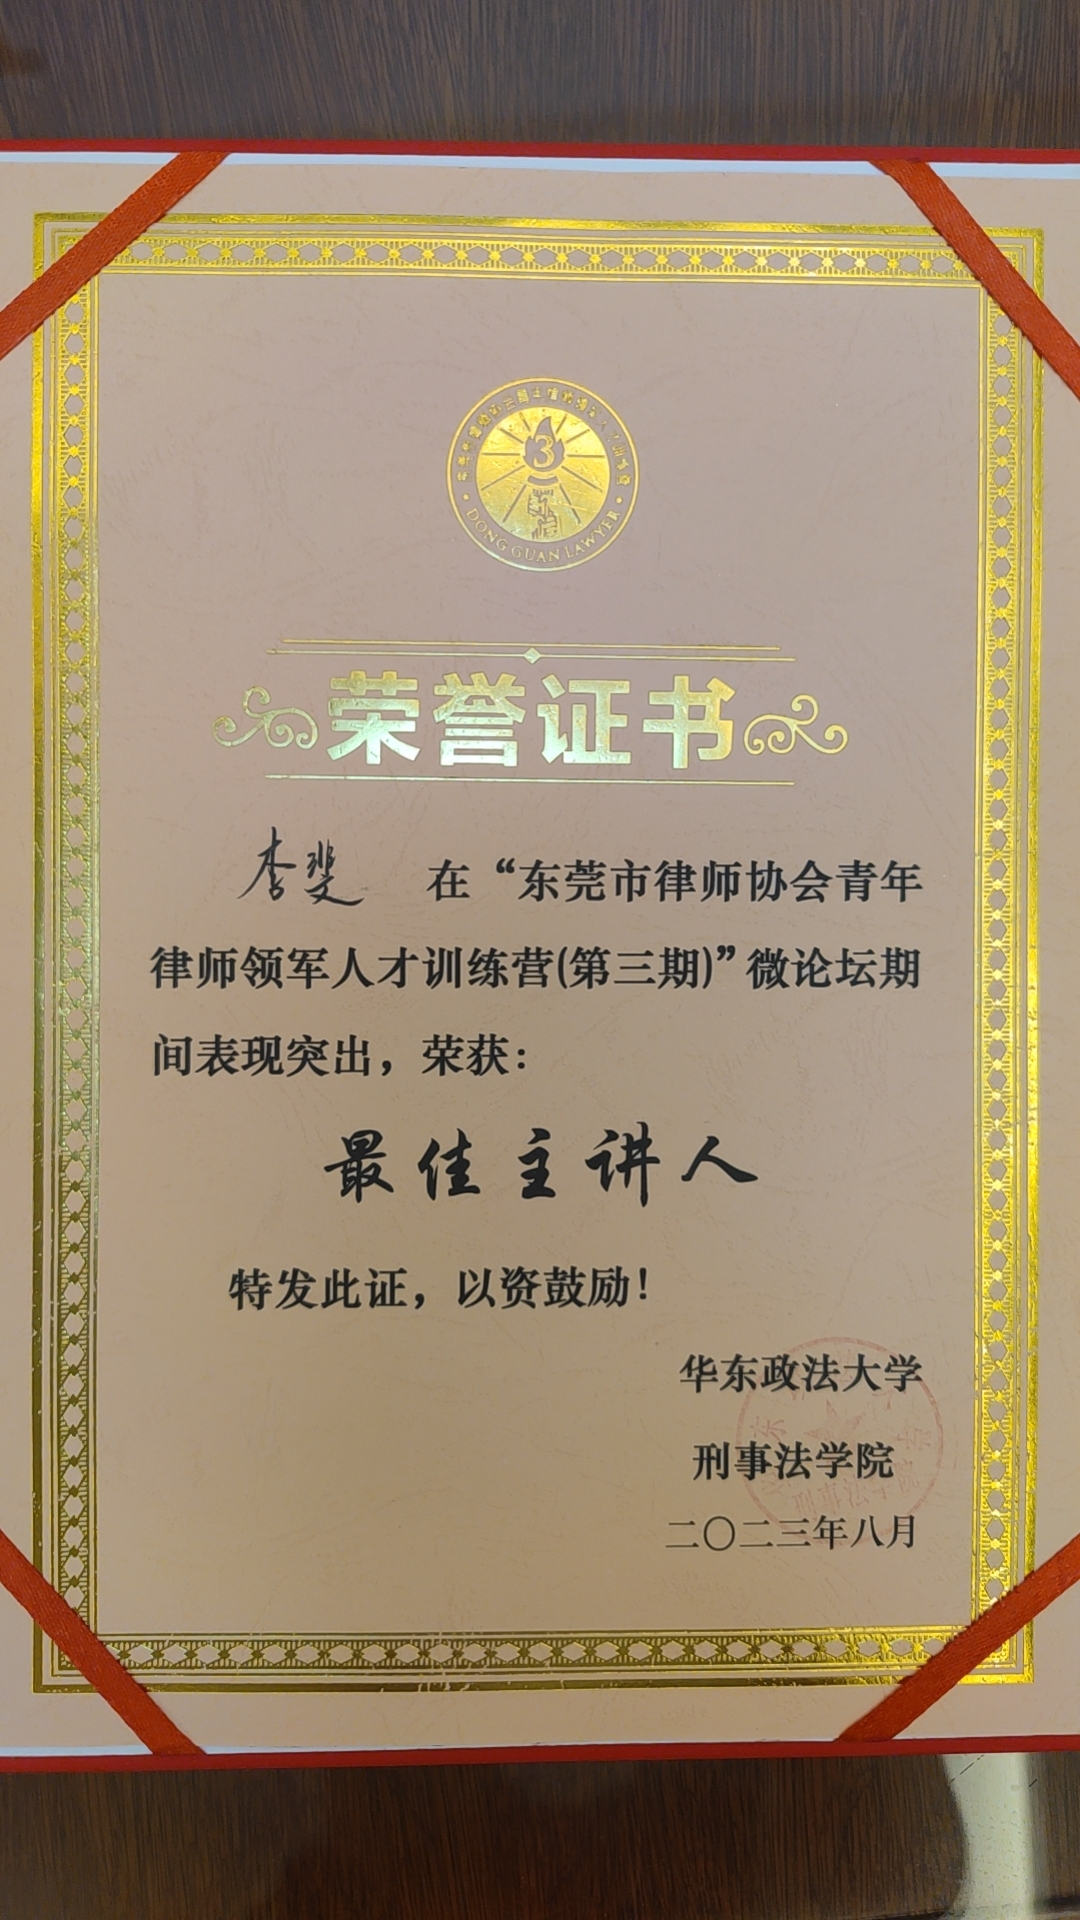 3
DONG GUAN LAWYER
荣誉证书
李斐 在“东莞市律师协会青年
律师领军人才训练营(第三期)”微论坛期
间表现突出，荣获：
最佳主讲人
特发此证，以资鼓励！
华东政法大学
刑事法学院
二〇二三年八月